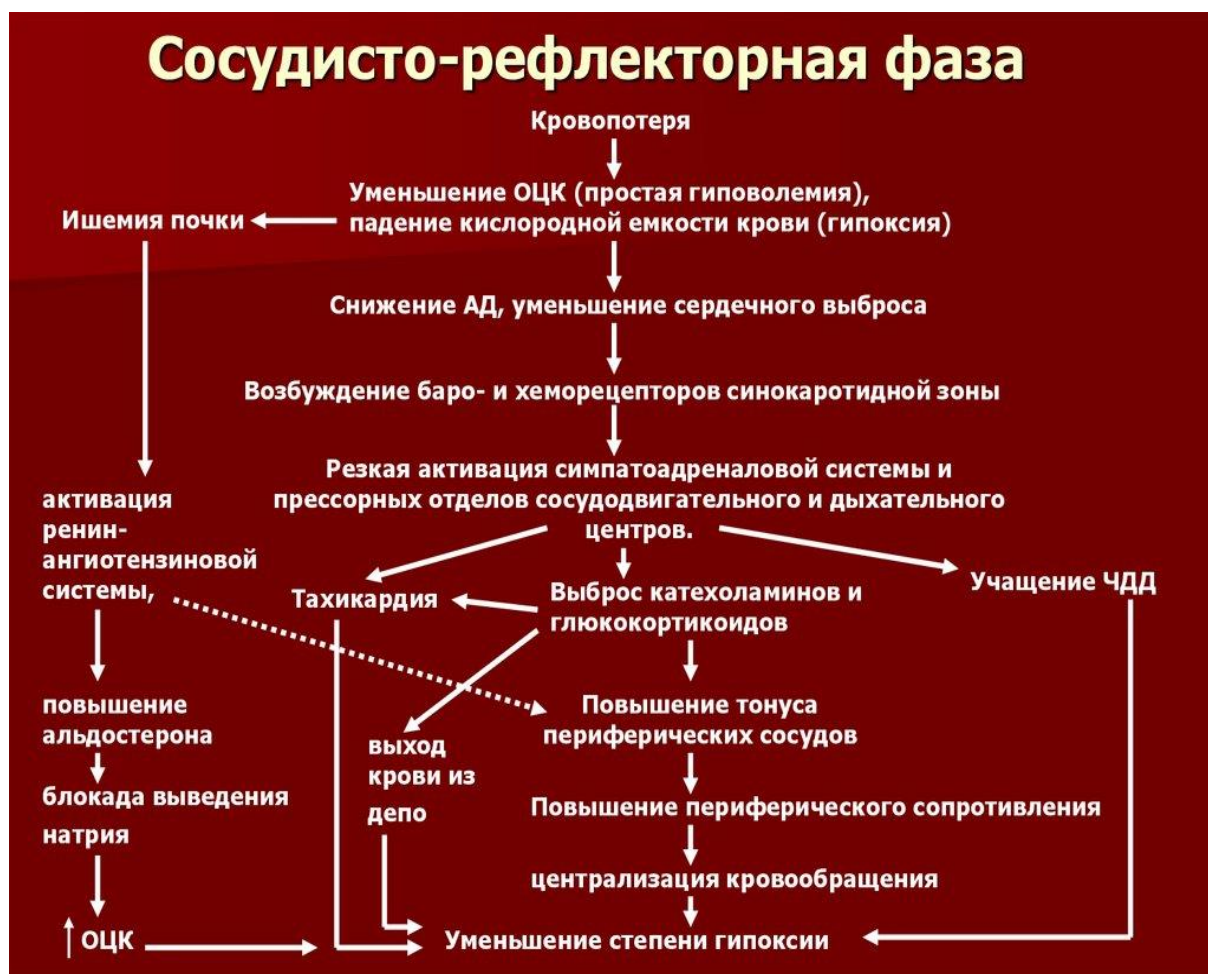 Сосудисто-рефлекторная фаза
Кровопотеря
Уменьшение ОЦК (простая гиповолемия),
падение кислородной емкости крови (гипоксия)
Ишемия почки
Снижение АД, уменьшение сердечного выброса
Возбуждение баро- и хеморецепторов синокаротидной зоны
Резкая активация симпатоадреналовой системы и
прессорных отделов сосудодвигательного и дыхательного
центров.
активация
ренин-
ангиотензиновой
системы,
Тахикардия
Выброс катехоламинов и
глюкокортикоидов
Учащение ЧДД
повышение
альдостерона
выход
крови из
депо
Повышение тонуса
периферических сосудов
блокада выведения
натрия
Повышение периферического сопротивления
централизация кровообращения
↑ ОЦК
Уменьшение степени гипоксии